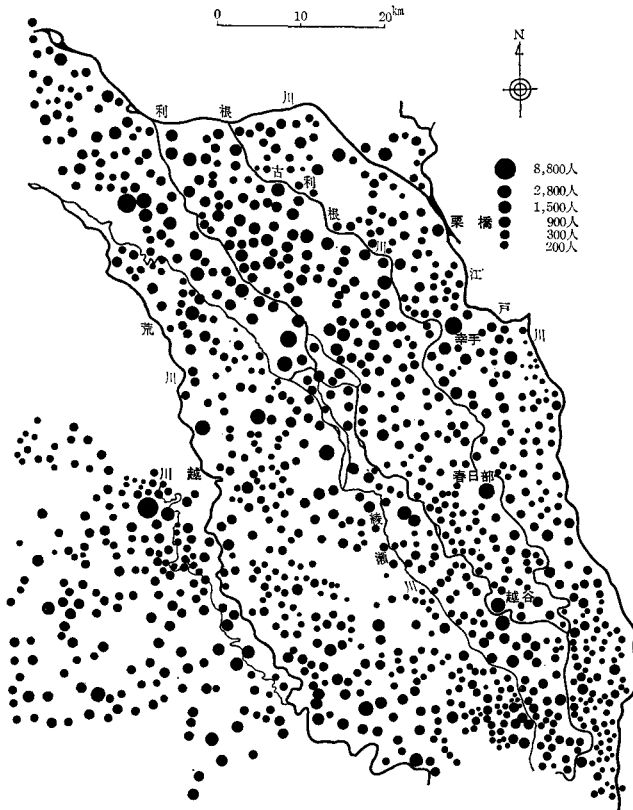 0 10 20km
N
利根川
古利根川
8,800人
2,800人
1,500人
900人
300人
200人
栗橋
江戸川
幸手
荒川
川越
春日部
綾瀬川
越谷